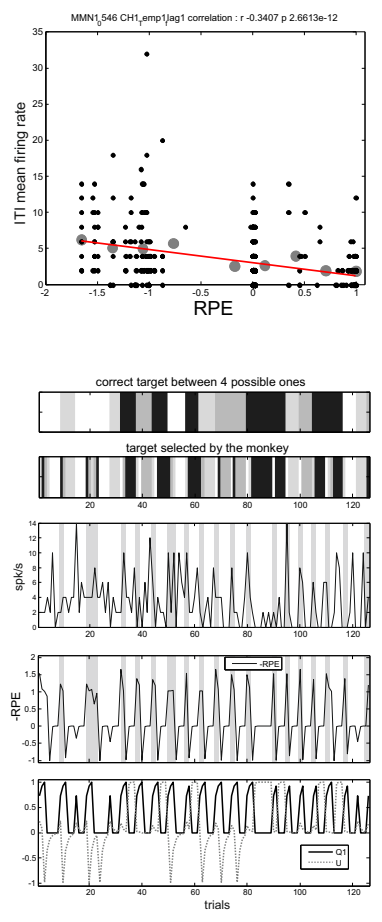 MMN1_0546 CH1_Temp1_flag1 correlation : r -0.3407 p 2.6613e-12
35
30
25
20
15
10
5
0
ITI mean firing rate
-2 -1.5 -1 -0.5 0 0.5 1
RPE
correct target between 4 possible ones
target selected by the monkey
20 40 60 80 100 120
14
12
10
8
6
4
2
0
spk/s
20 40 60 80 100 120
2
1.5
1
0.5
0
-0.5
-1
-RPE
-RPE
20 40 60 80 100 120
1
0.5
0
-0.5
-1
Q1
U
20 40 60 80 100 120
trials